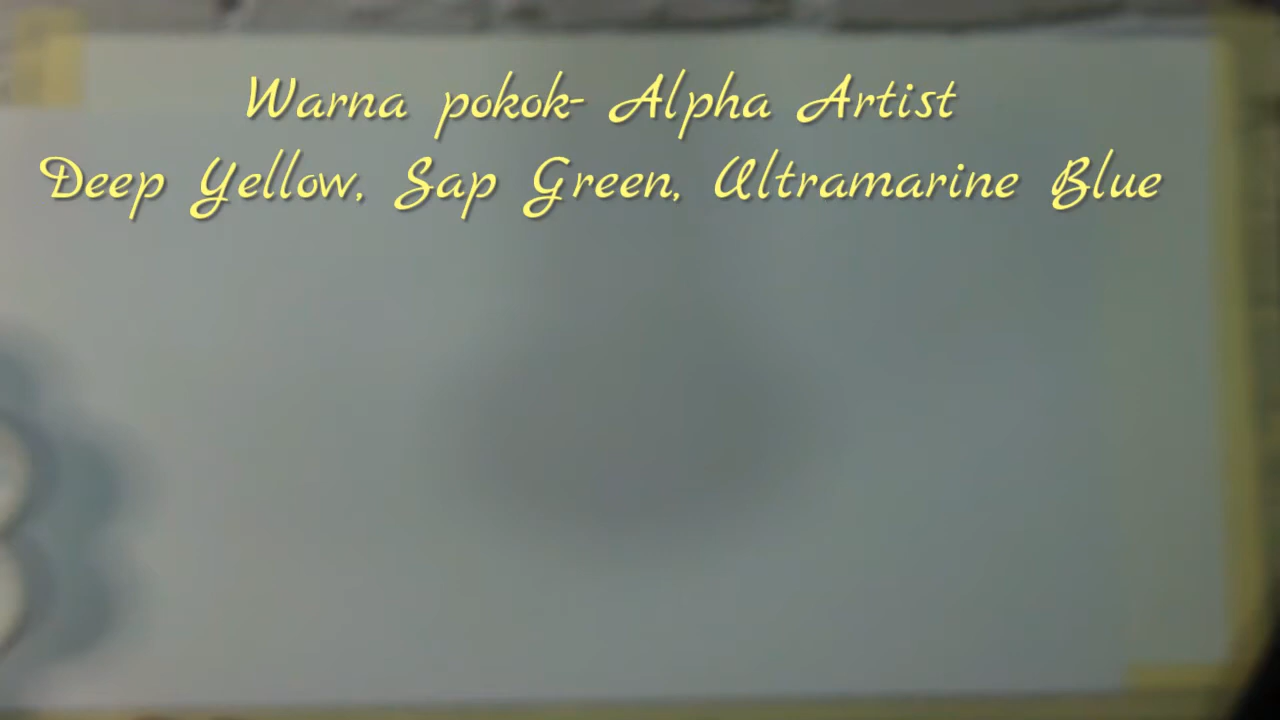 Warna pokok- Alpha Artist
Deep Yellow, Sap Green, Ultramarine Blue